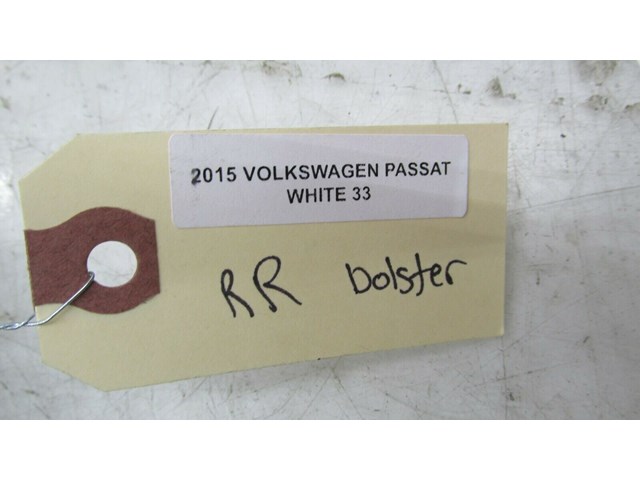 2015 VOLKSWAGEN PASSAT
WHITE 33
RR bolster